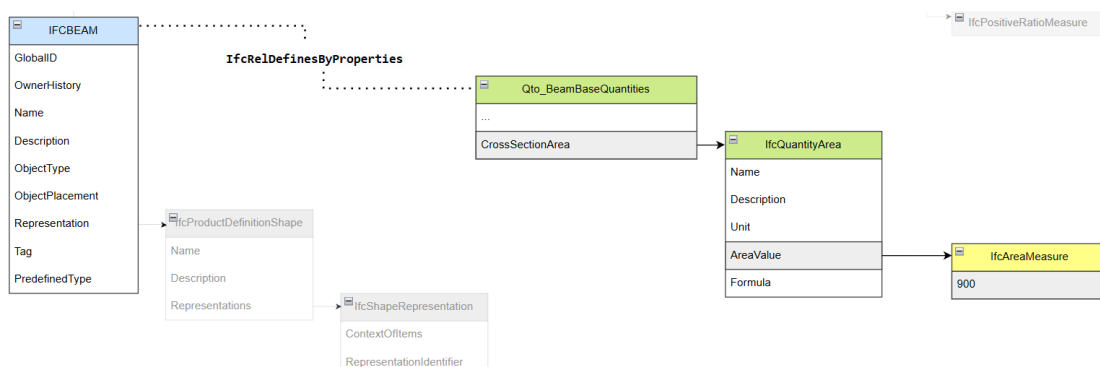 IFCBEAM
GlobalID
OwnerHistory
Name
Description
ObjectType
ObjectPlacement
Representation
Tag
PredefinedType
IfcRelDefinesByProperties
IfcPositiveRatioMeasure
Qto_BeamBaseQuantities
...
CrossSectionArea
IfcQuantityArea
Name
Description
Unit
AreaValue
Formula
IfcAreaMeasure
900
IfcProductDefinitionShape
Name
Description
Representations
IfcShapeRepresentation
ContextOfItems
RepresentationIdentifier